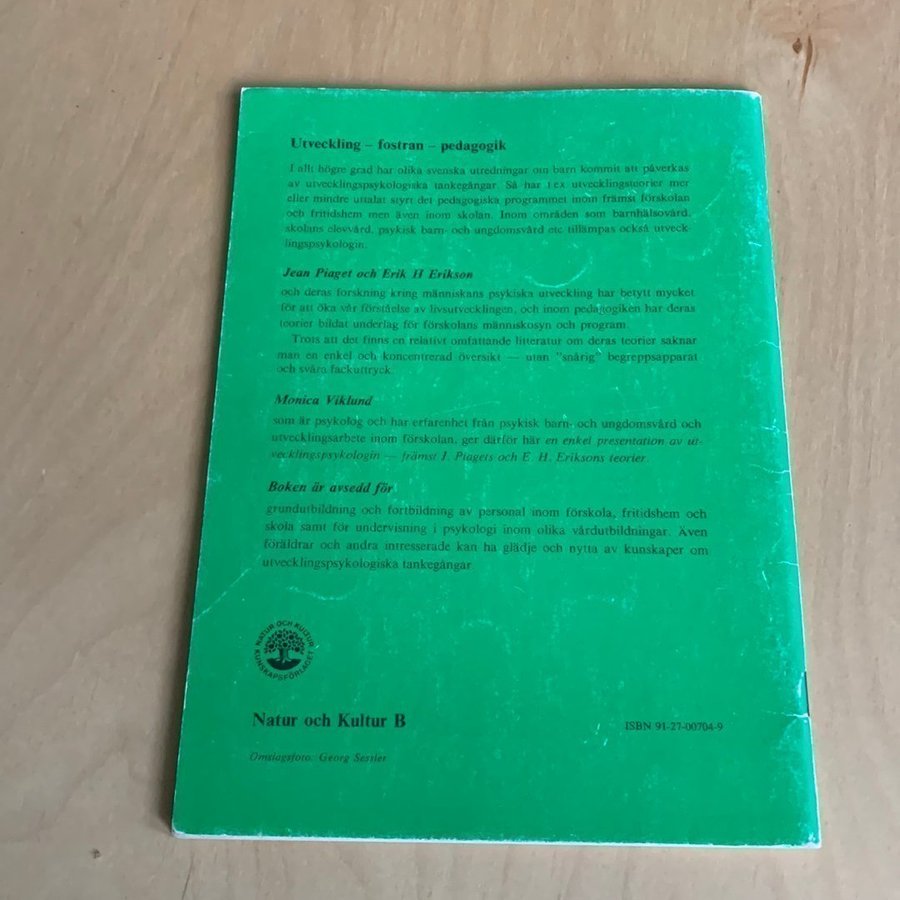 Utveckling – fostran – pedagogik
I allt högre grad har olika svenska utredningar om barn kommit att påverkas
av utvecklingspsykologiska tankegångar. Så har t ex utvecklingsteorier mer
eller mindre uttalat styrt det pedagogiska programmet inom främst förskolan
och fritidshem men även inom skolan. Inom områden som barnhälsovård,
skolans elevvård, psykisk barn- och ungdomsvård etc tillämpas också utveck-
lingspsykologin.
Jean Piaget och Erik H Erikson
och deras forskning kring människans psykiska utveckling har betytt mycket
för att öka vår förståelse av livsutvecklingen, och inom pedagogiken har deras
teorier bildat underlag för förskolans människosyn och program.
Trots att det finns en relativt omfattande litteratur om deras teorier saknar
man en enkel och koncentrerad översikt — utan "snårig" begreppsapparat
och svåra fackuttryck.
Monica Viklund
som är psykolog och har erfarenhet från psykisk barn- och ungdomsvård och
utvecklingsarbete inom förskolan, ger därför här en enkel presentation av ut-
vecklingspsykologin — främst J. Piagets och E. H. Eriksons teorier.
Boken är avsedd för
grundutbildning och fortbildning av personal inom förskola, fritidshem och
skola samt för undervisning i psykologi inom olika vårdutbildningar. Även
föräldrar och andra intresserade kan ha glädje och nytta av kunskaper om
utvecklingspsykologiska tankegångar.
NATUR OCH KULTUR
KUNSKAPSFÖRLAGET
Natur och Kultur B
ISBN 91-27-00704-9
Omslagsfoto: Georg Sessler